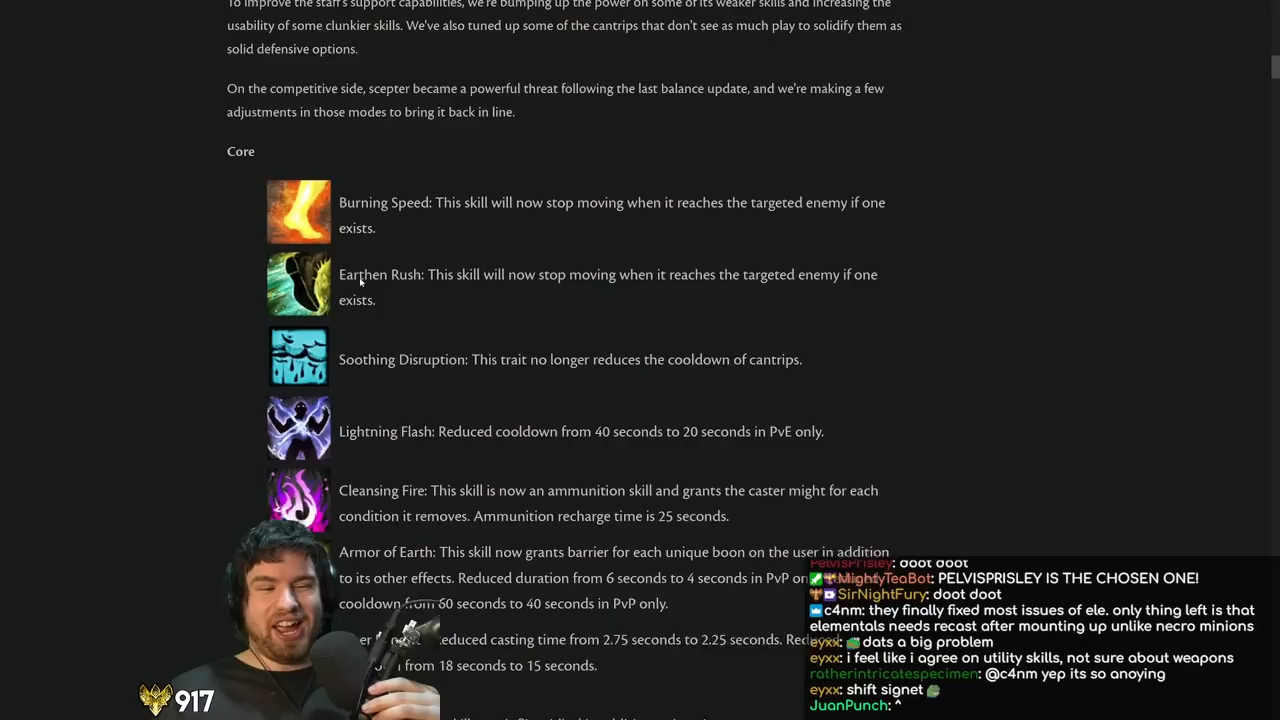 To improve the staff's support capabilities, we're bumping up the power on some of its weaker skills and increasing the
usability of some clunkier skills. We've also tuned up some of the cantrips that don't see as much play to solidify them as
solid defensive options.
On the competitive side, scepter became a powerful threat following the last balance update, and we're making a few
adjustments in those modes to bring it back in line.
Core
Burning Speed: This skill will now stop moving when it reaches the targeted enemy if one
exists.
Earthen Rush: This skill will now stop moving when it reaches the targeted enemy if one
exists.
Soothing Disruption: This trait no longer reduces the cooldown of cantrips.
Lightning Flash: Reduced cooldown from 40 seconds to 20 seconds in PvE only.
Cleansing Fire: This skill is now an ammunition skill and grants the caster might for each
condition it removes. Ammunition recharge time is 25 seconds.
Armor of Earth: This skill now grants barrier for each unique boon on the user in addition
to its other effects. Reduced duration from 6 seconds to 4 seconds in PvP on
cooldown from 60 seconds to 40 seconds in PvP only.
educed casting time from 2.75 seconds to 2.25 seconds. Reduced
from 18 seconds to 15 seconds.
917
PelvisPrisley: doot doot
MightyTeaBot: PELVISPRISLEY IS THE CHOSEN ONE!
SirNightFury: doot doot
c4nm: they finally fixed most issues of ele. only thing left is that
elementals needs recast after mounting up unlike necro minions
eyxx: dats a big problem
eyxx: i feel like i agree on utility skills, not sure about weapons
ratherintricatespecimen: @c4nm yep its so anoying
eyxx: shift signet
JuanPunch: ^